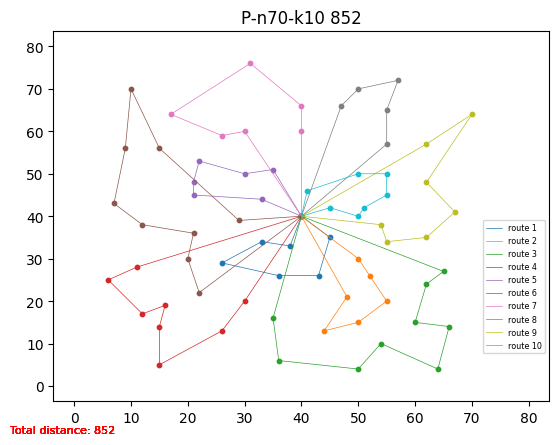 P-n70-k10 852
80
70
60
50
40
30
20
10
0
route 1
route 2
route 3
route 4
route 5
route 6
route 7
route 8
route 9
route 10
0 10 20 30 40 50 60 70 80
Total distance: 852